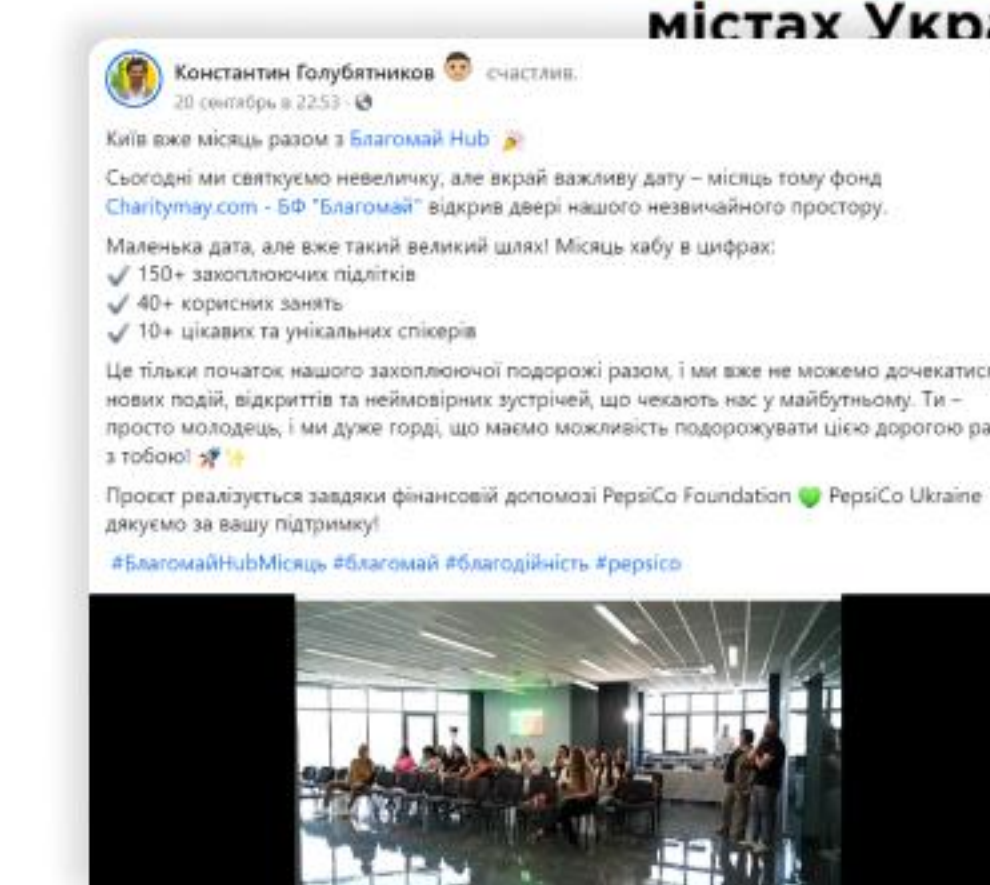 містах Укра
Константин Голубятников счастлив.
20 сентябрь в 22:53
Київ вже місяць разом з Благомай Hub
Сьогодні ми святкуємо невеличку, але вкрай важливу дату – місяць тому фонд
Charitymay.com - БФ "Благомай" відкрив двері нашого незвичайного простору.
Маленька дата, але вже такий великий шлях! Місяць хабу в цифрах:
150+ захоплюючих підлітків
40+ корисних занять
10+ цікавих та унікальних спікерів
Це тільки початок нашого захоплюючої подорожі разом, і ми вже не можемо дочекатис
нових подій, відкриттів та неймовірних зустрічей, що чекають нас у майбутньому. Ти –
просто молодець, і ми дуже горді, що маємо можливість подорожувати цією дорогою ра
з тобою!
Проєкт реалізується завдяки фінансовій допомозі PepsiCo Foundation 💚 PepsiCo Ukraine
дякуємо за вашу підтримку!
#БлагомайHubМісяць #благомай #благодійність #pepsico